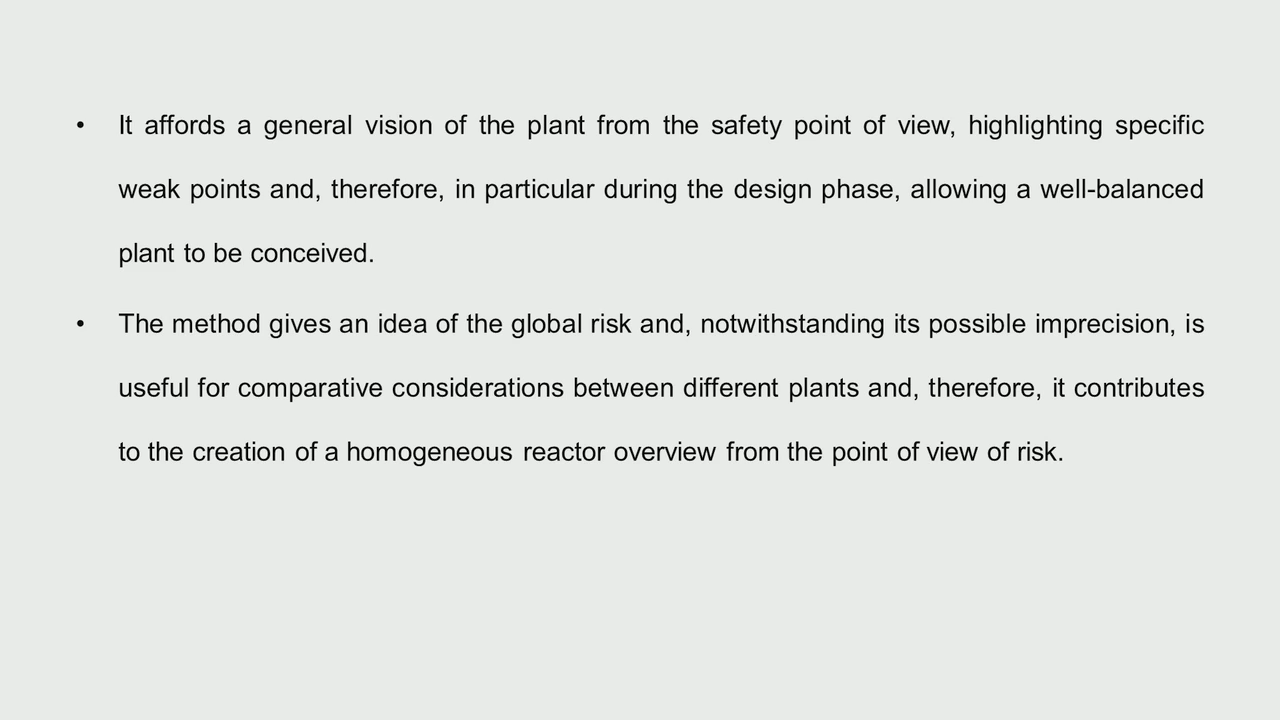 • It affords a general vision of the plant from the safety point of view, highlighting specific
weak points and, therefore, in particular during the design phase, allowing a well-balanced
plant to be conceived.
• The method gives an idea of the global risk and, notwithstanding its possible imprecision, is
useful for comparative considerations between different plants and, therefore, it contributes
to the creation of a homogeneous reactor overview from the point of view of risk.